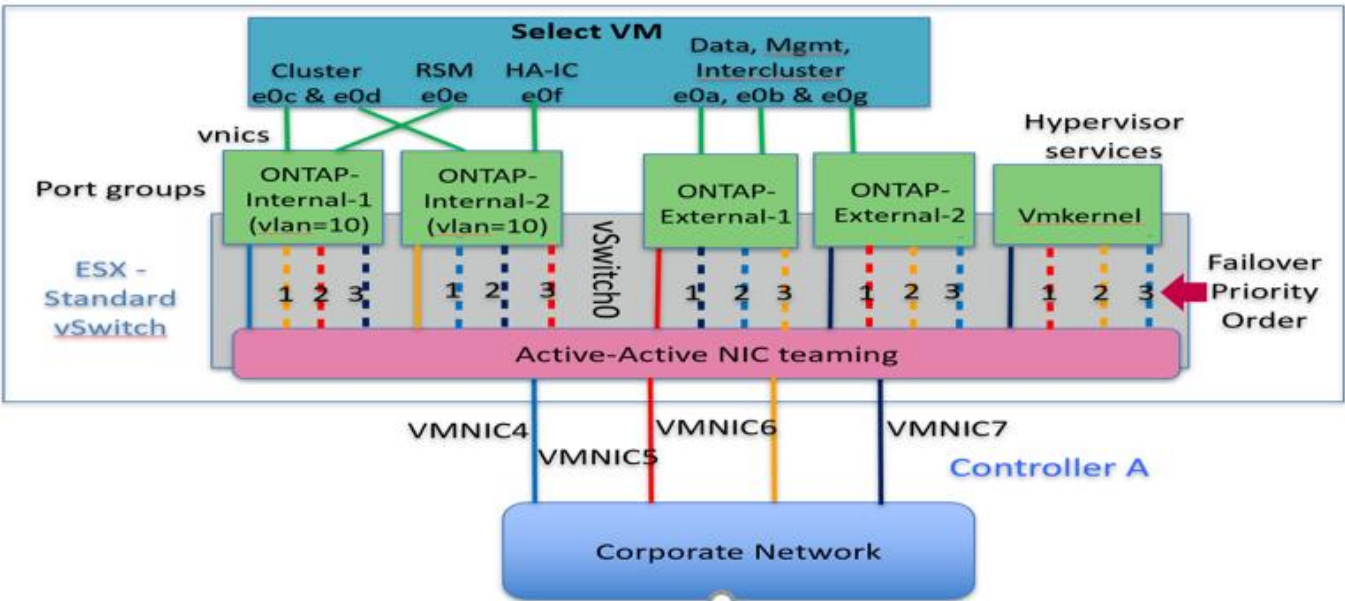 Select VM
Cluster
e0c & e0d
RSM
e0e
HA-IC
e0f
Data, Mgmt,
Intercluster
e0a, e0b & e0g
vnics
Hypervisor
services
Port groups
ONTAP-
Internal-1
(vlan=10)
ONTAP-
Internal-2
(vlan=10)
ONTAP-
External-1
ONTAP-
External-2
Vmkernel
ESX -
Standard
vSwitch
vSwitch0
1 2 3
1 2 3
1 2 3
1 2 3
1 2 3
Failover
Priority
Order
Active-Active NIC teaming
VMNIC4
VMNIC5
VMNIC6
VMNIC7
Controller A
Corporate Network